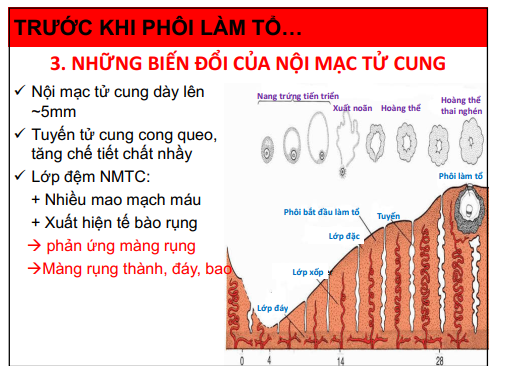 TRƯỚC KHI PHÔI LÀM TỔ…
3. NHỮNG BIẾN ĐỔI CỦA NỘI MẠC TỬ CUNG
✓ Nội mạc tử cung dày lên
~5mm
✓ Tuyến tử cung cong queo,
tăng chế tiết chất nhầy
✓ Lớp đệm NMTC:
+ Nhiều mao mạch máu
+ Xuất hiện tế bào rụng
→ phản ứng màng rụng
→Màng rụng thành, đáy, bao
Nang trứng tiến triển
Xuất noãn
Hoàng thể
Hoàng thể
thai nghén
Phôi làm tổ
Phôi bắt đầu làm tổ
Tuyến
Lớp đặc
Lớp xốp
Lớp đáy
0 4 14 28